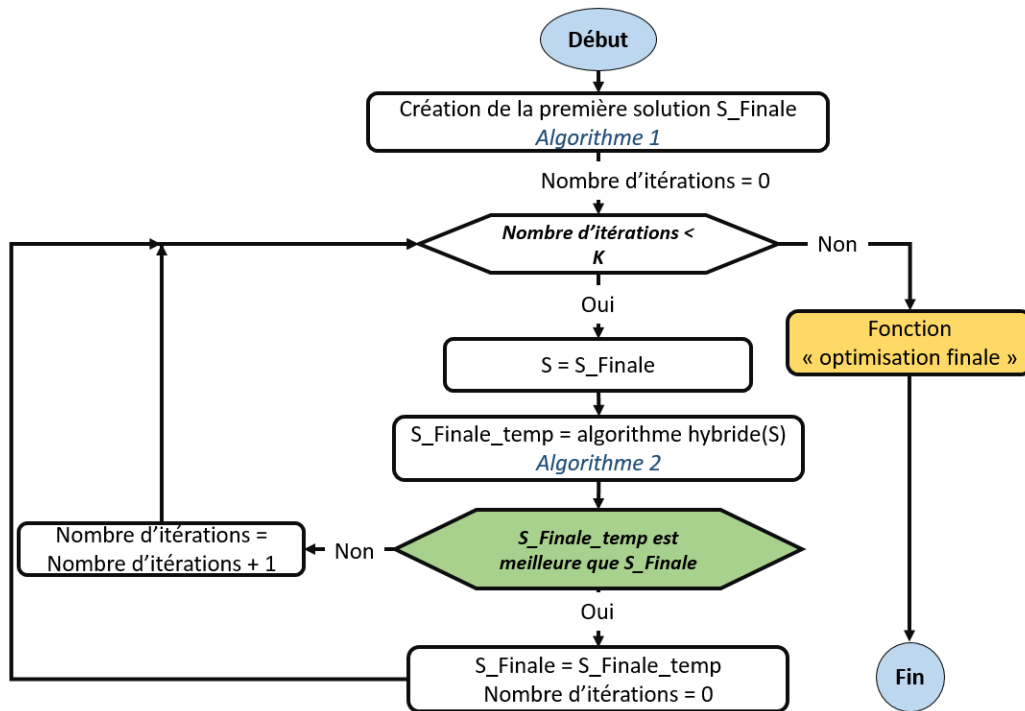 Début
Création de la première solution S_Finale
Algorithme 1
Nombre d’itérations = 0
Nombre d’itérations <
K
Non
Oui
Fonction
« optimisation finale »
S = S_Finale
S_Finale_temp = algorithme hybride(S)
Algorithme 2
Nombre d’itérations =
Nombre d’itérations + 1
Non
S_Finale_temp est
meilleure que S_Finale
Oui
S_Finale = S_Finale_temp
Nombre d’itérations = 0
Fin